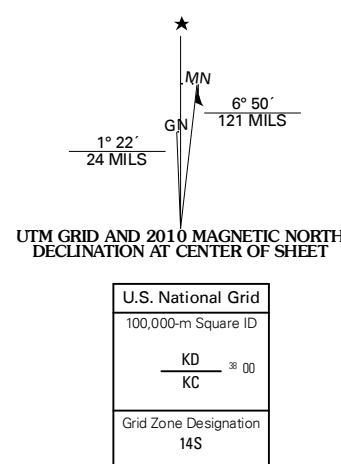 MN
6° 50´
121 MILS
GN
1° 22´
24 MILS
UTM GRID AND 2010 MAGNETIC NORTH
DECLINATION AT CENTER OF SHEET
U.S. National Grid
100,000-m Square ID
KD
38 00
KC
Grid Zone Designation
14S